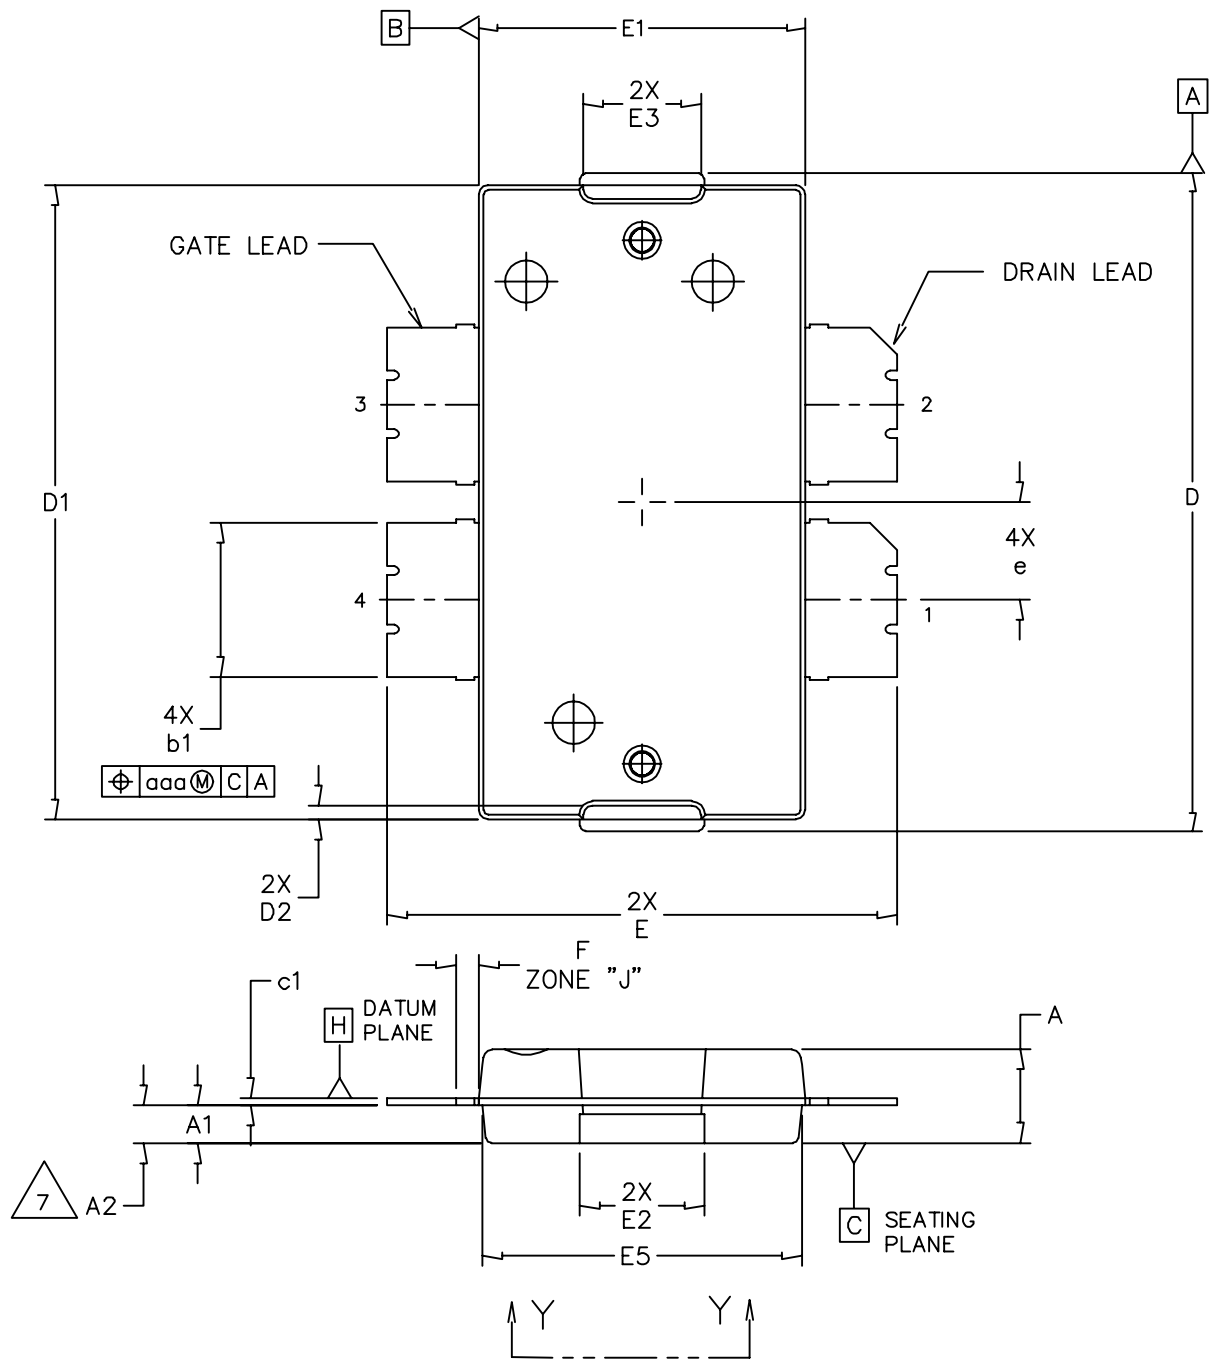 B
E1
2X
E3
A
GATE LEAD
DRAIN LEAD
3
2
D1
D
4X
e
4
1
4X
b1
⌖ aaa Ⓜ C A
2X
D2
2X
E
F
ZONE "J"
c1
H
DATUM
PLANE
A
A1
7
A2
2X
E2
C
SEATING
PLANE
E5
Y
Y